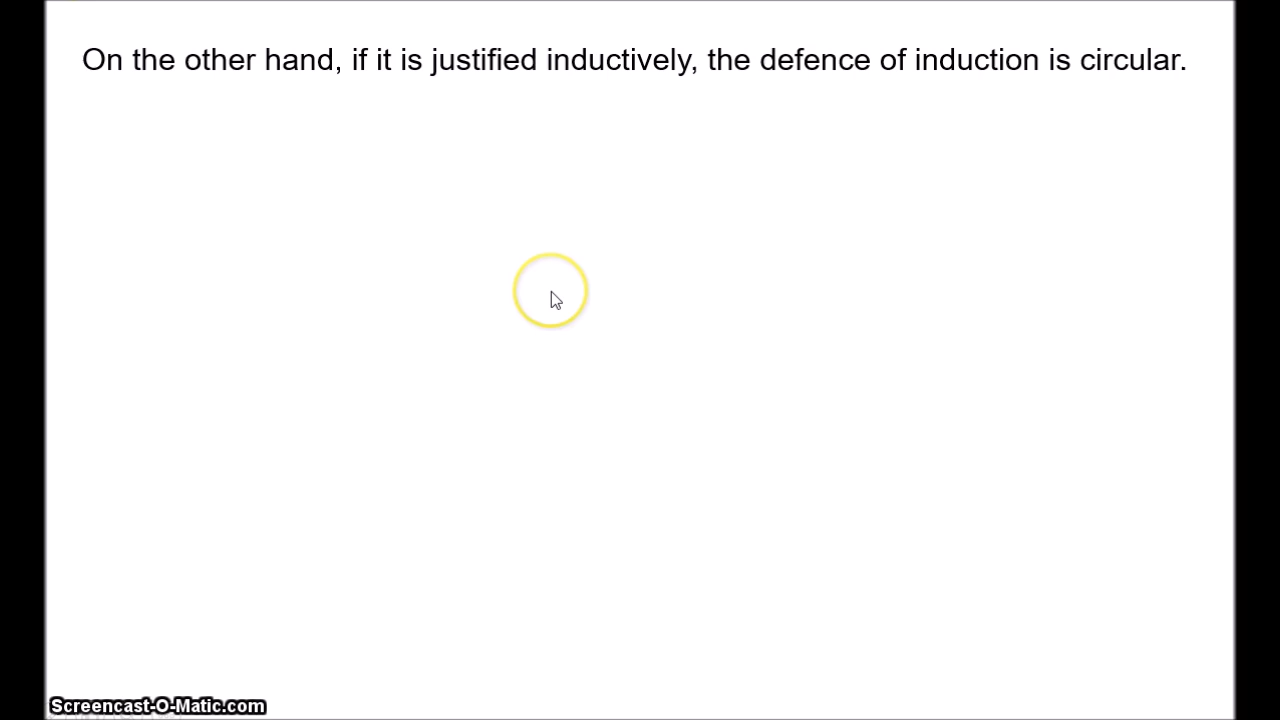 On the other hand, if it is justified inductively, the defence of induction is circular.
Screencast-O-Matic.com